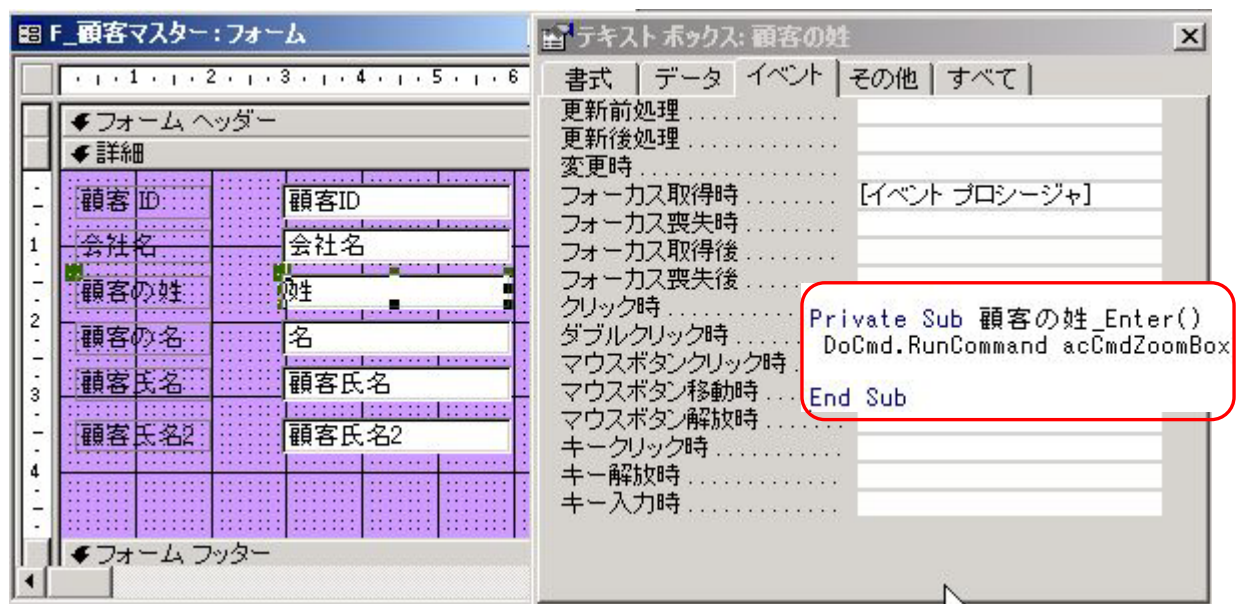 F_顧客マスター:フォーム
1 2 3 4 5 6
フォーム ヘッダー
詳細
顧客 ID 顧客ID
1
会社名 会社名
顧客の姓 姓
2
顧客の名 名
3
顧客氏名 顧客氏名
顧客氏名2 顧客氏名2
4
フォーム フッター
テキスト ボックス: 顧客の姓
書式 データ イベント その他 すべて
更新前処理.............
更新後処理.............
変更時.................
フォーカス取得時......... [イベント プロシージャ]
フォーカス喪失時.........
フォーカス取得後.........
フォーカス喪失後.........
クリック時..............
ダブルクリック時.........
マウスボタンクリック時.
マウスボタン移動時....
マウスボタン解放時.......
キークリック時............
キー解放時..............
キー入力時..............
Private Sub 顧客の姓_Enter()
DoCmd.RunCommand acCmdZoomBox
End Sub